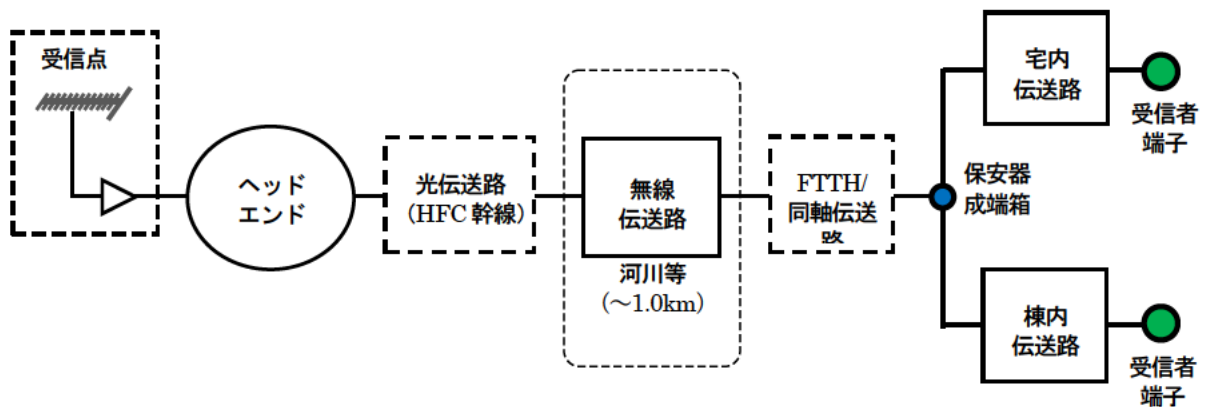 受信点
ヘッド
エンド
光伝送路
（HFC 幹線）
無線
伝送路
河川等
（～1.0km）
FTTH/
同軸伝送
路
保安器
成端箱
宅内
伝送路
受信者
端子
棟内
伝送路
受信者
端子